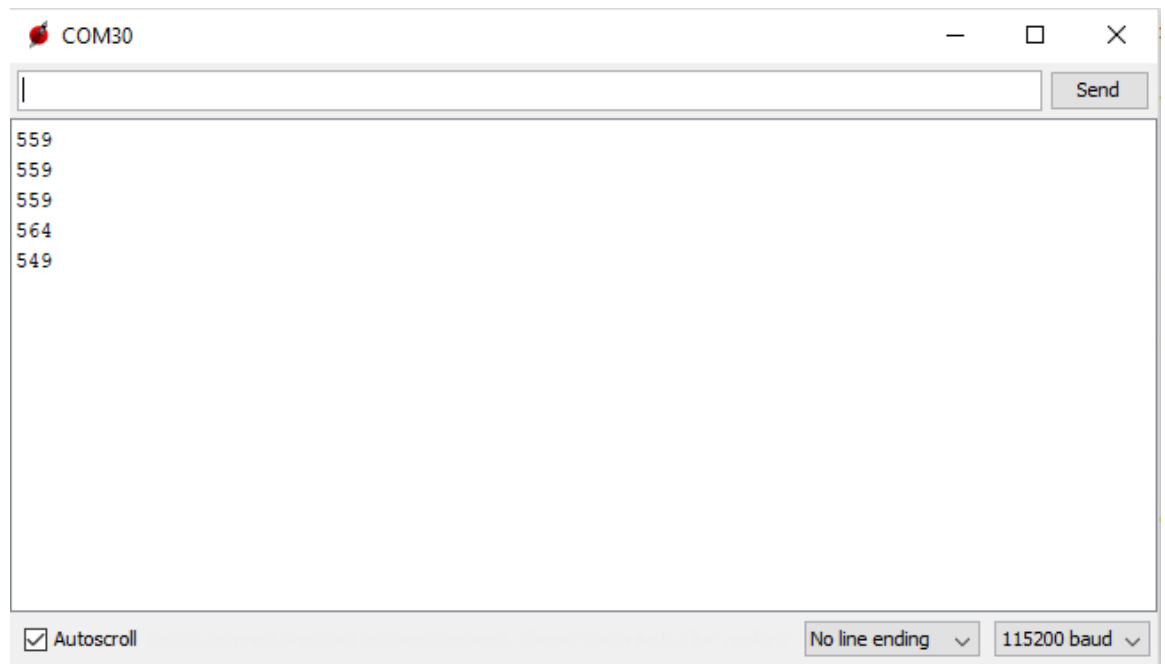 COM30
Send
559
559
559
564
549
Autoscroll
No line ending
115200 baud